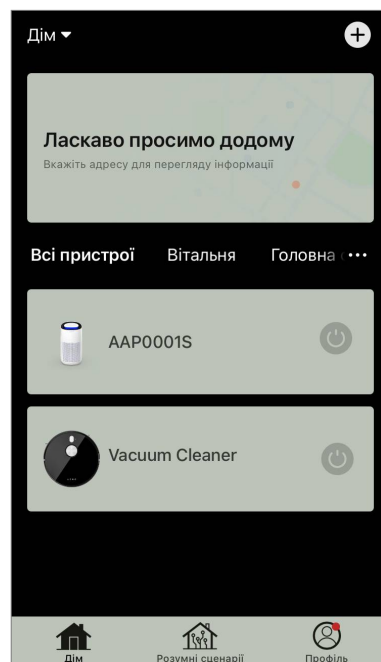 Дім
Ласкаво просимо додому
Вкажіть адресу для перегляду інформації
Всі пристрої Вітальня Головна
AAP0001S
Vacuum Cleaner
Дім Розумні сценарії Профіль